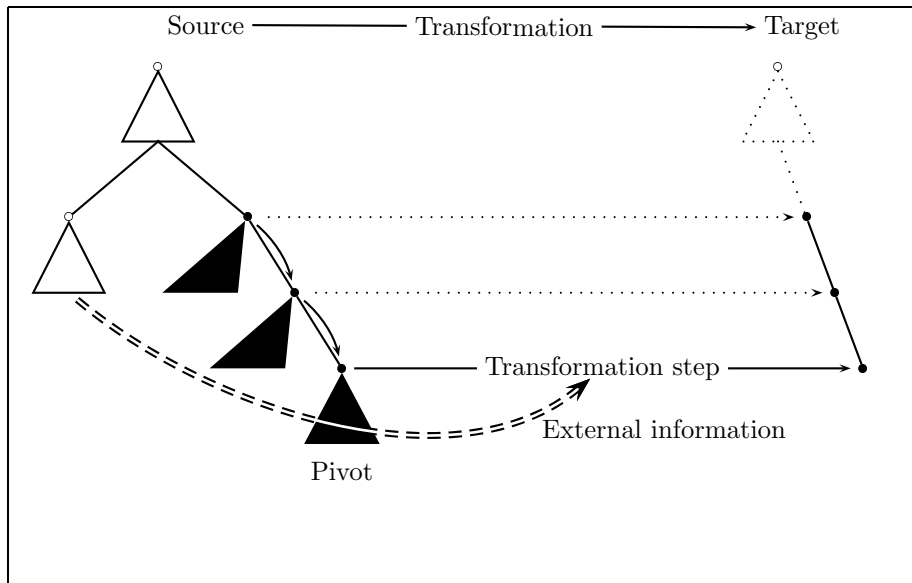 Source Transformation Target
Transformation step
External information
Pivot